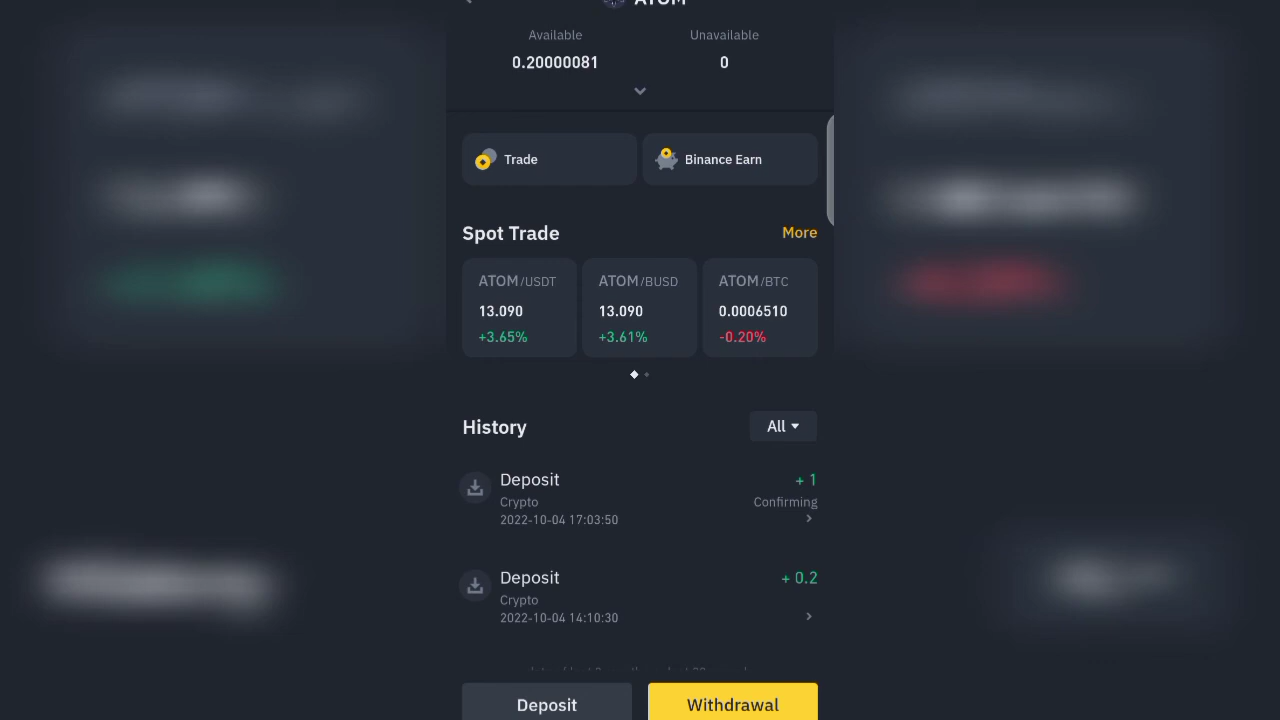 ATOM
Available Unavailable
0.20000081 0
Trade Binance Earn
Spot Trade More
ATOM/USDT ATOM/BUSD ATOM/BTC
13.090 13.090 0.0006510
+3.65% +3.61% -0.20%
History All
Deposit + 1
Crypto Confirming
2022-10-04 17:03:50
Deposit + 0.2
Crypto
2022-10-04 14:10:30
Deposit Withdrawal